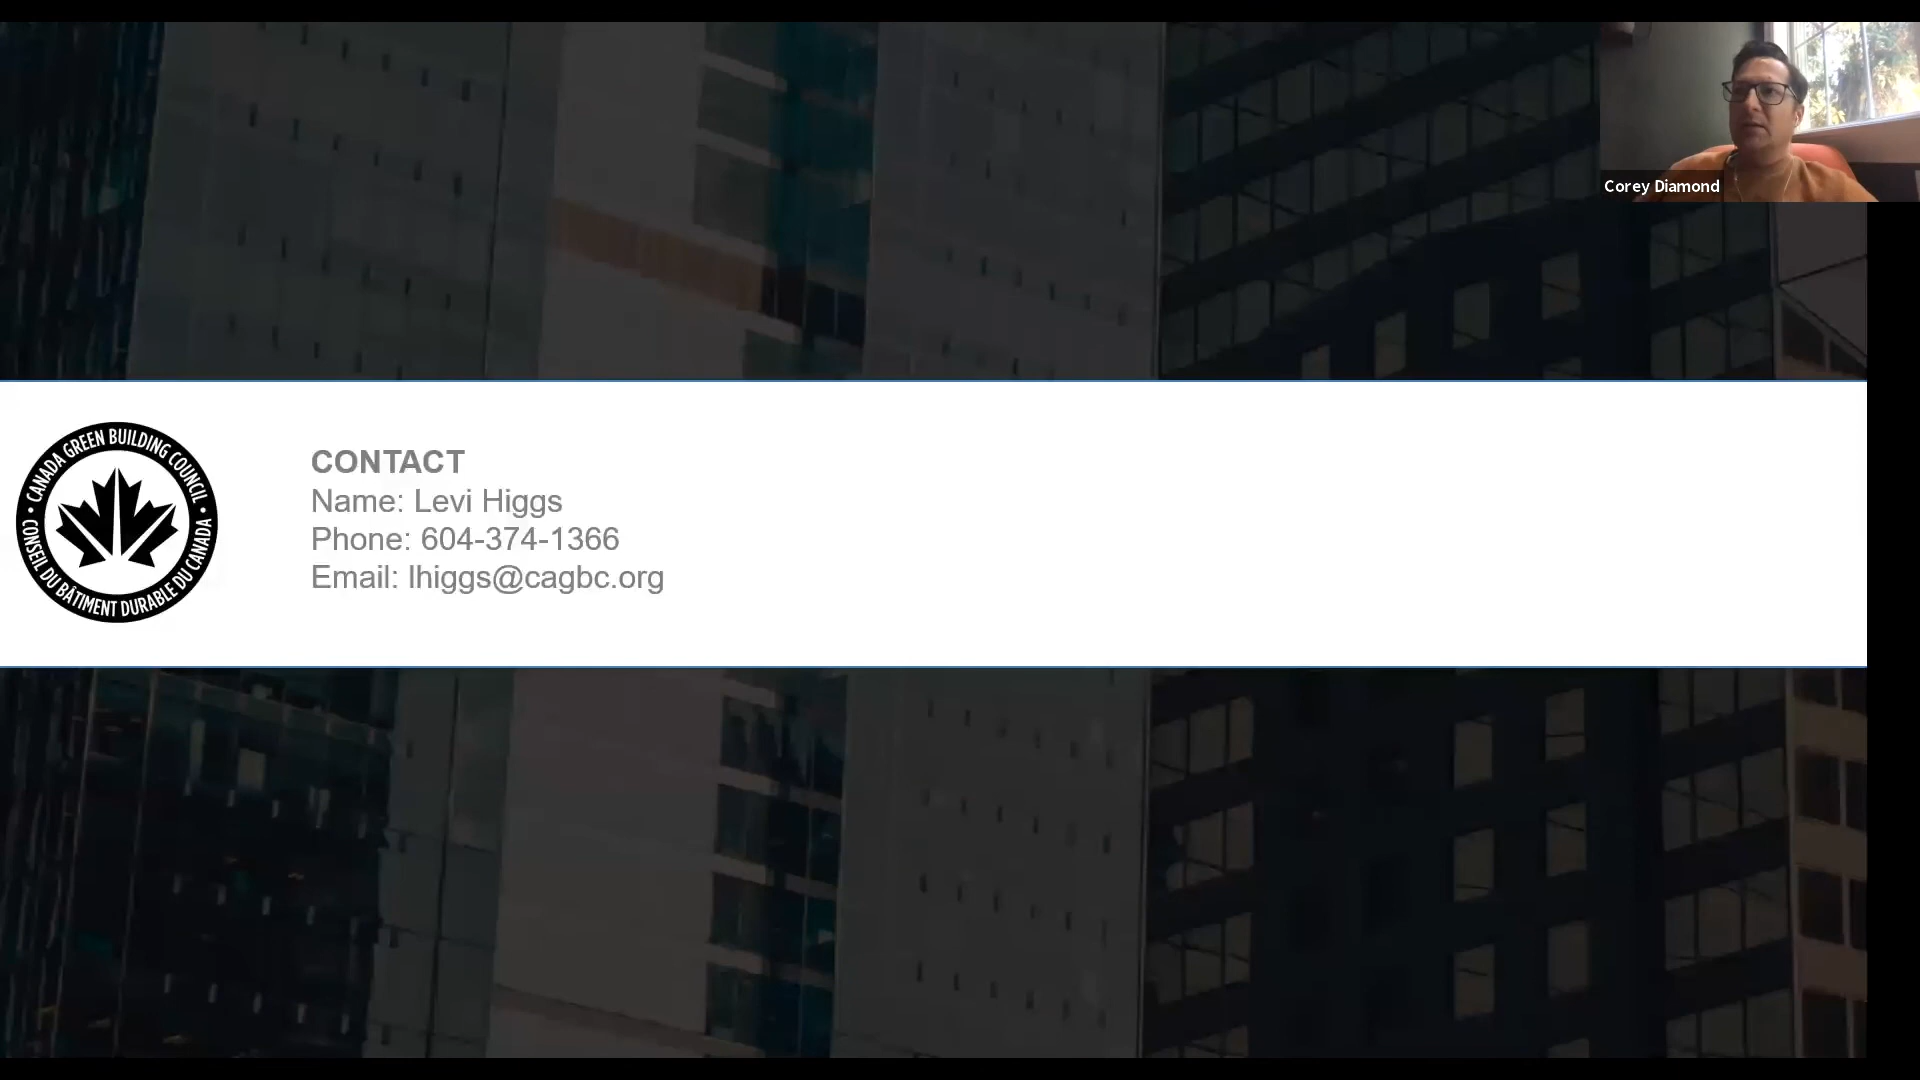 Corey Diamond
• CANADA GREEN BUILDING COUNCIL •
CONSEIL DU BÂTIMENT DURABLE DU CANADA
CONTACT
Name: Levi Higgs
Phone: 604-374-1366
Email: lhiggs@cagbc.org